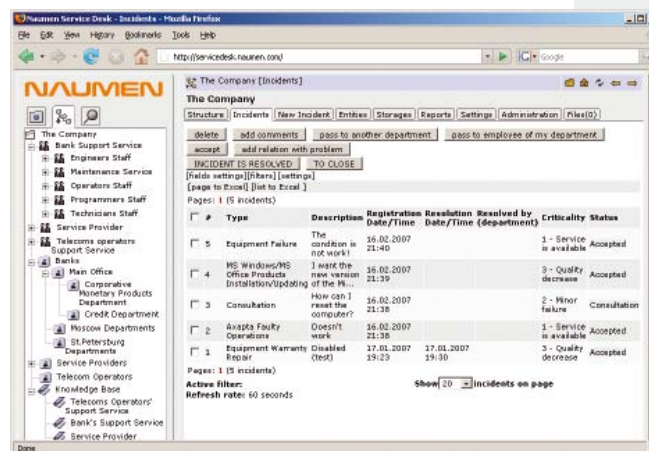 Naumen Service Desk - Incidents - Mozilla Firefox
File Edit View History Bookmarks Tools Help
http://servicedesk.naumen.com/
Google
NAUMEN
The Company
Bank Support Service
Engineers Staff
Maintenance Service
Operators Staff
Programmers Staff
Technicians Staff
Service Provider
Telecoms operators
Support Service
Banks
Main Office
Corporative
Monetary Products
Department
Credit Department
Moscow Departments
St.Petersburg
Departments
Service Providers
Telecom Operators
Knowledge Base
Telecoms Operators'
Support Service
Bank's Support Service
Service Provider
The Company [Incidents]
The Company
Structure Incidents New Incident Entities Storages Reports Settings Administration Files(0)
delete add comments pass to another department pass to employee of my department
accept add relation with problem
INCIDENT IS RESOLVED TO CLOSE
[fields settings][filters] [settings]
[page to Excel] [list to Excel ]
Pages: 1 (5 incidents)
# Type Description Registration Date/Time Resolution Date/Time Resolved by (department) Criticality Status
5 Equipment Failure The condition is not work! 16.02.2007 21:40 1 - Service is available Accepted
4 MS Windows/MS Office Products Installation/Updating I want the new version of the Mi... 16.02.2007 21:39 3 - Quality decrease Accepted
3 Consultation How can I reset the computer? 16.02.2007 21:38 2 - Minor failure Consultation
2 Axapta Faulty Operations Doesn't work 16.02.2007 21:38 1 - Service is available Accepted
1 Equipment Warranty Repair Disabled (test) 17.01.2007 19:23 17.01.2007 19:30 3 - Quality decrease Accepted
Pages: 1 (5 incidents)
Active filter:
Show 20 incidents on page
Refresh rate: 60 seconds
Done